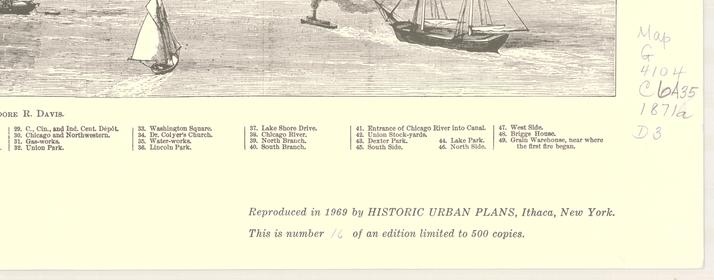 ORE R. DAVIS.
29. C., Cin., and Ind. Cent. Dépôt.
30. Chicago and Northwestern.
31. Gas-works.
32. Union Park.
33. Washington Square.
34. Dr. Colyer's Church.
35. Water-works.
36. Lincoln Park.
37. Lake Shore Drive.
38. Chicago River.
39. North Branch.
40. South Branch.
41. Entrance of Chicago River into Canal.
42. Union Stock-yards.
43. Dexter Park.
44. Lake Park.
45. South Side.
46. North Side.
47. West Side.
48. Briggs House.
49. Grain Warehouse, near where
the first fire began.
Reproduced in 1969 by HISTORIC URBAN PLANS, Ithaca, New York.
This is number 16 of an edition limited to 500 copies.
Map
G
4104
C6A35
1871a
D3